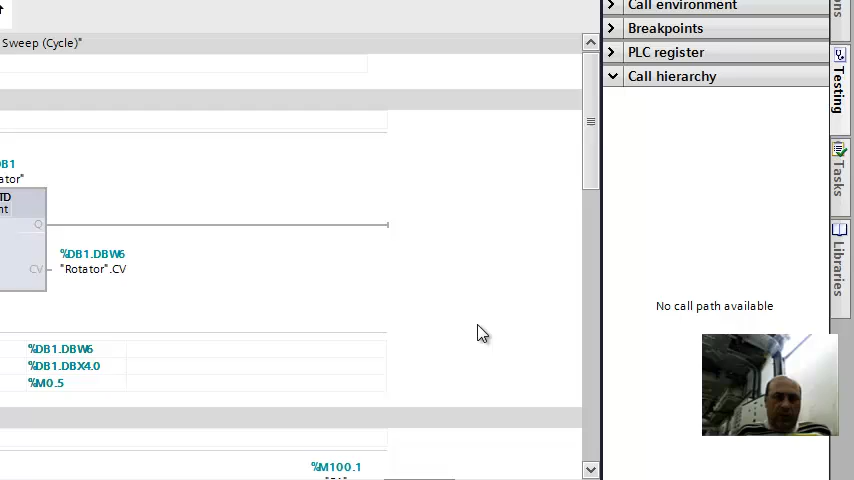 Call environment
ons
Sweep (Cycle)"
Breakpoints
PLC register
Call hierarchy
Testing
DB1
ator"
TD
nt
Q
%DB1.DBW6
CV
"Rotator".CV
Tasks
Libraries
No call path available
%DB1.DBW6
%DB1.DBX4.0
%M0.5
%M100.1